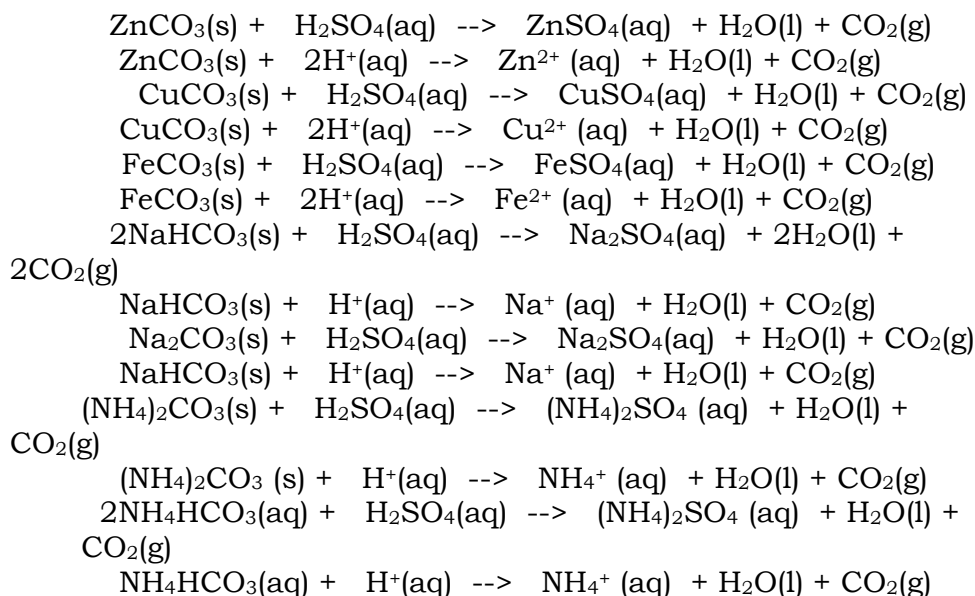 ZnCO₃(s) + H₂SO₄(aq) --> ZnSO₄(aq) + H₂O(l) + CO₂(g)
ZnCO₃(s) + 2H⁺(aq) --> Zn²⁺ (aq) + H₂O(l) + CO₂(g)
CuCO₃(s) + H₂SO₄(aq) --> CuSO₄(aq) + H₂O(l) + CO₂(g)
CuCO₃(s) + 2H⁺(aq) --> Cu²⁺ (aq) + H₂O(l) + CO₂(g)
FeCO₃(s) + H₂SO₄(aq) --> FeSO₄(aq) + H₂O(l) + CO₂(g)
FeCO₃(s) + 2H⁺(aq) --> Fe²⁺ (aq) + H₂O(l) + CO₂(g)
2NaHCO₃(s) + H₂SO₄(aq) --> Na₂SO₄(aq) + 2H₂O(l) +
2CO₂(g)
NaHCO₃(s) + H⁺(aq) --> Na⁺ (aq) + H₂O(l) + CO₂(g)
Na₂CO₃(s) + H₂SO₄(aq) --> Na₂SO₄(aq) + H₂O(l) + CO₂(g)
NaHCO₃(s) + H⁺(aq) --> Na⁺ (aq) + H₂O(l) + CO₂(g)
(NH₄)₂CO₃(s) + H₂SO₄(aq) --> (NH₄)₂SO₄ (aq) + H₂O(l) +
CO₂(g)
(NH₄)₂CO₃ (s) + H⁺(aq) --> NH₄⁺ (aq) + H₂O(l) + CO₂(g)
2NH₄HCO₃(aq) + H₂SO₄(aq) --> (NH₄)₂SO₄ (aq) + H₂O(l) +
CO₂(g)
NH₄HCO₃(aq) + H⁺(aq) --> NH₄⁺ (aq) + H₂O(l) + CO₂(g)